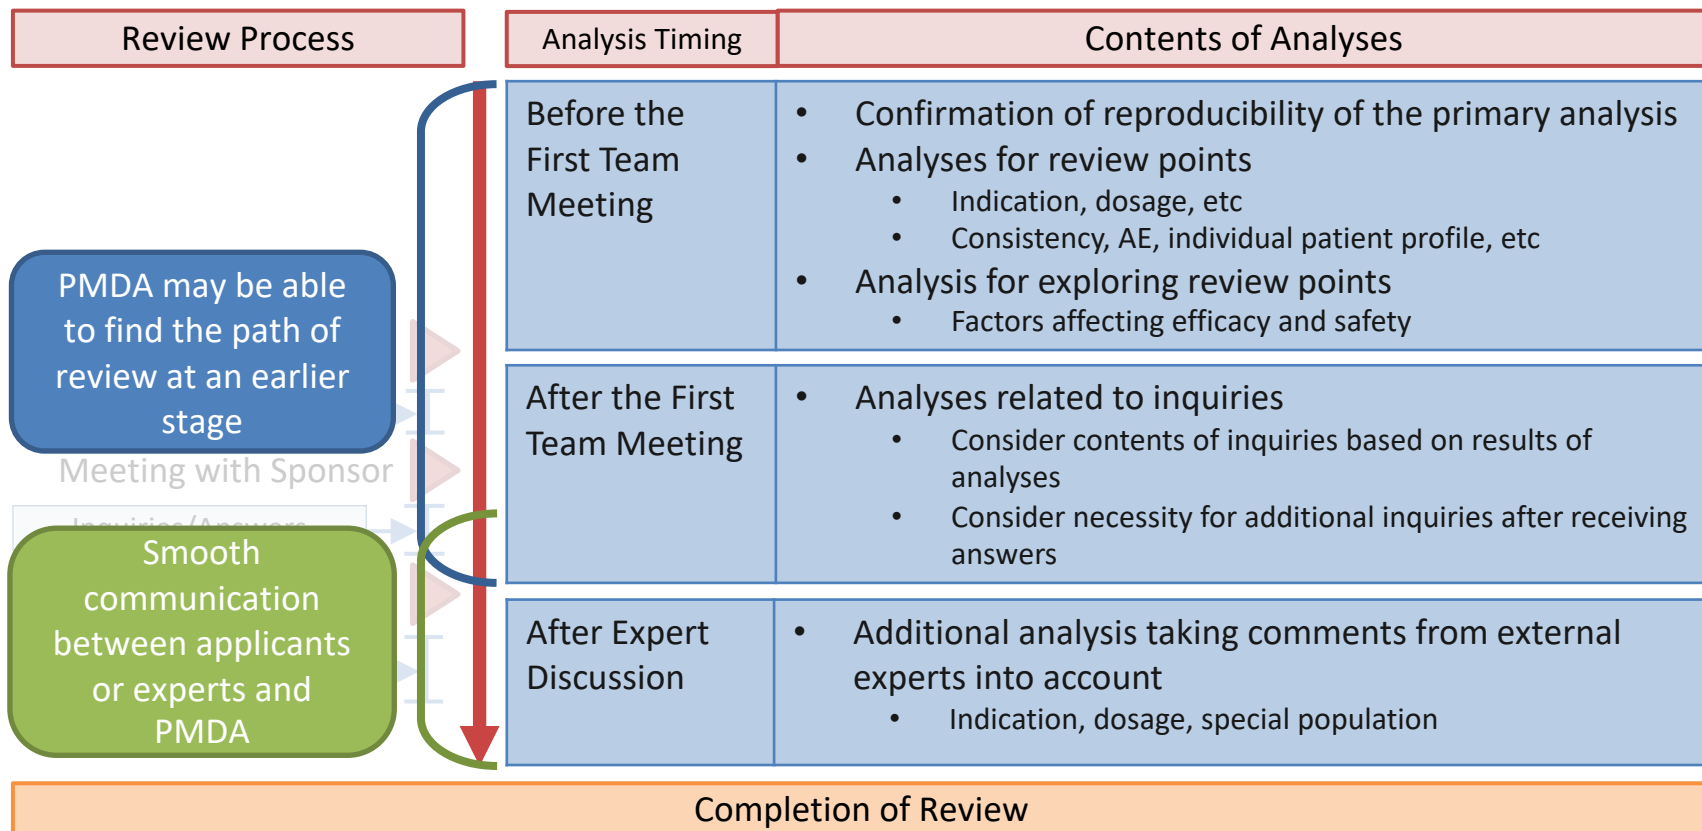 Review Process
Analysis Timing
Contents of Analyses
Before the
First Team
Meeting
• Confirmation of reproducibility of the primary analysis
• Analyses for review points
• Indication, dosage, etc
• Consistency, AE, individual patient profile, etc
• Analysis for exploring review points
• Factors affecting efficacy and safety
PMDA may be able
to find the path of
review at an earlier
stage
After the First
Team Meeting
• Analyses related to inquiries
• Consider contents of inquiries based on results of
analyses
• Consider necessity for additional inquiries after receiving
answers
Meeting with Sponsor
Inquiries/Answers
Smooth
communication
between applicants
or experts and
PMDA
After Expert
Discussion
• Additional analysis taking comments from external
experts into account
• Indication, dosage, special population
Completion of Review